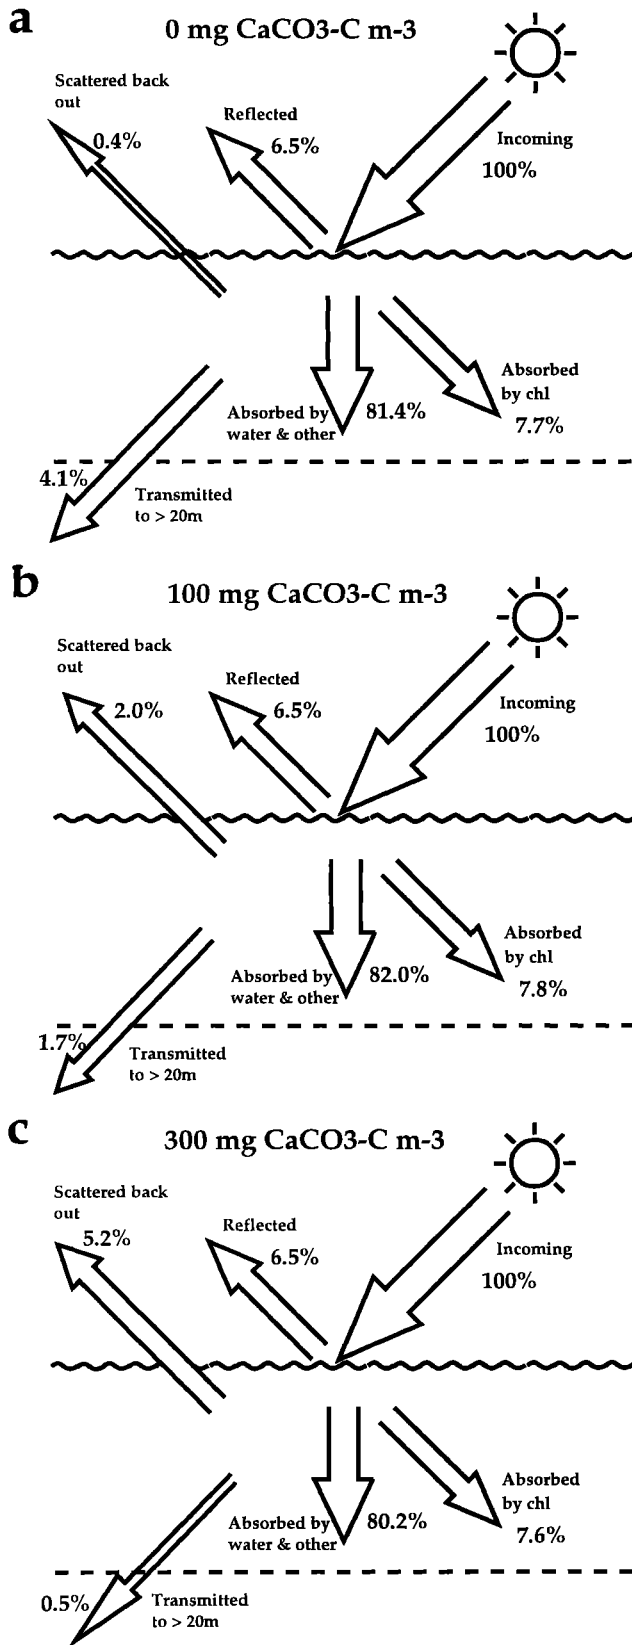 a
0 mg CaCO3-C m-3
Scattered back
out
0.4%
Reflected
6.5%
Incoming
100%
Absorbed by
water & other
81.4%
Absorbed
by chl
7.7%
4.1%
Transmitted
to > 20m
b
100 mg CaCO3-C m-3
Scattered back
out
2.0%
Reflected
6.5%
Incoming
100%
Absorbed by
water & other
82.0%
Absorbed
by chl
7.8%
1.7%
Transmitted
to > 20m
c
300 mg CaCO3-C m-3
Scattered back
out
5.2%
Reflected
6.5%
Incoming
100%
Absorbed by
water & other
80.2%
Absorbed
by chl
7.6%
0.5%
Transmitted
to > 20m